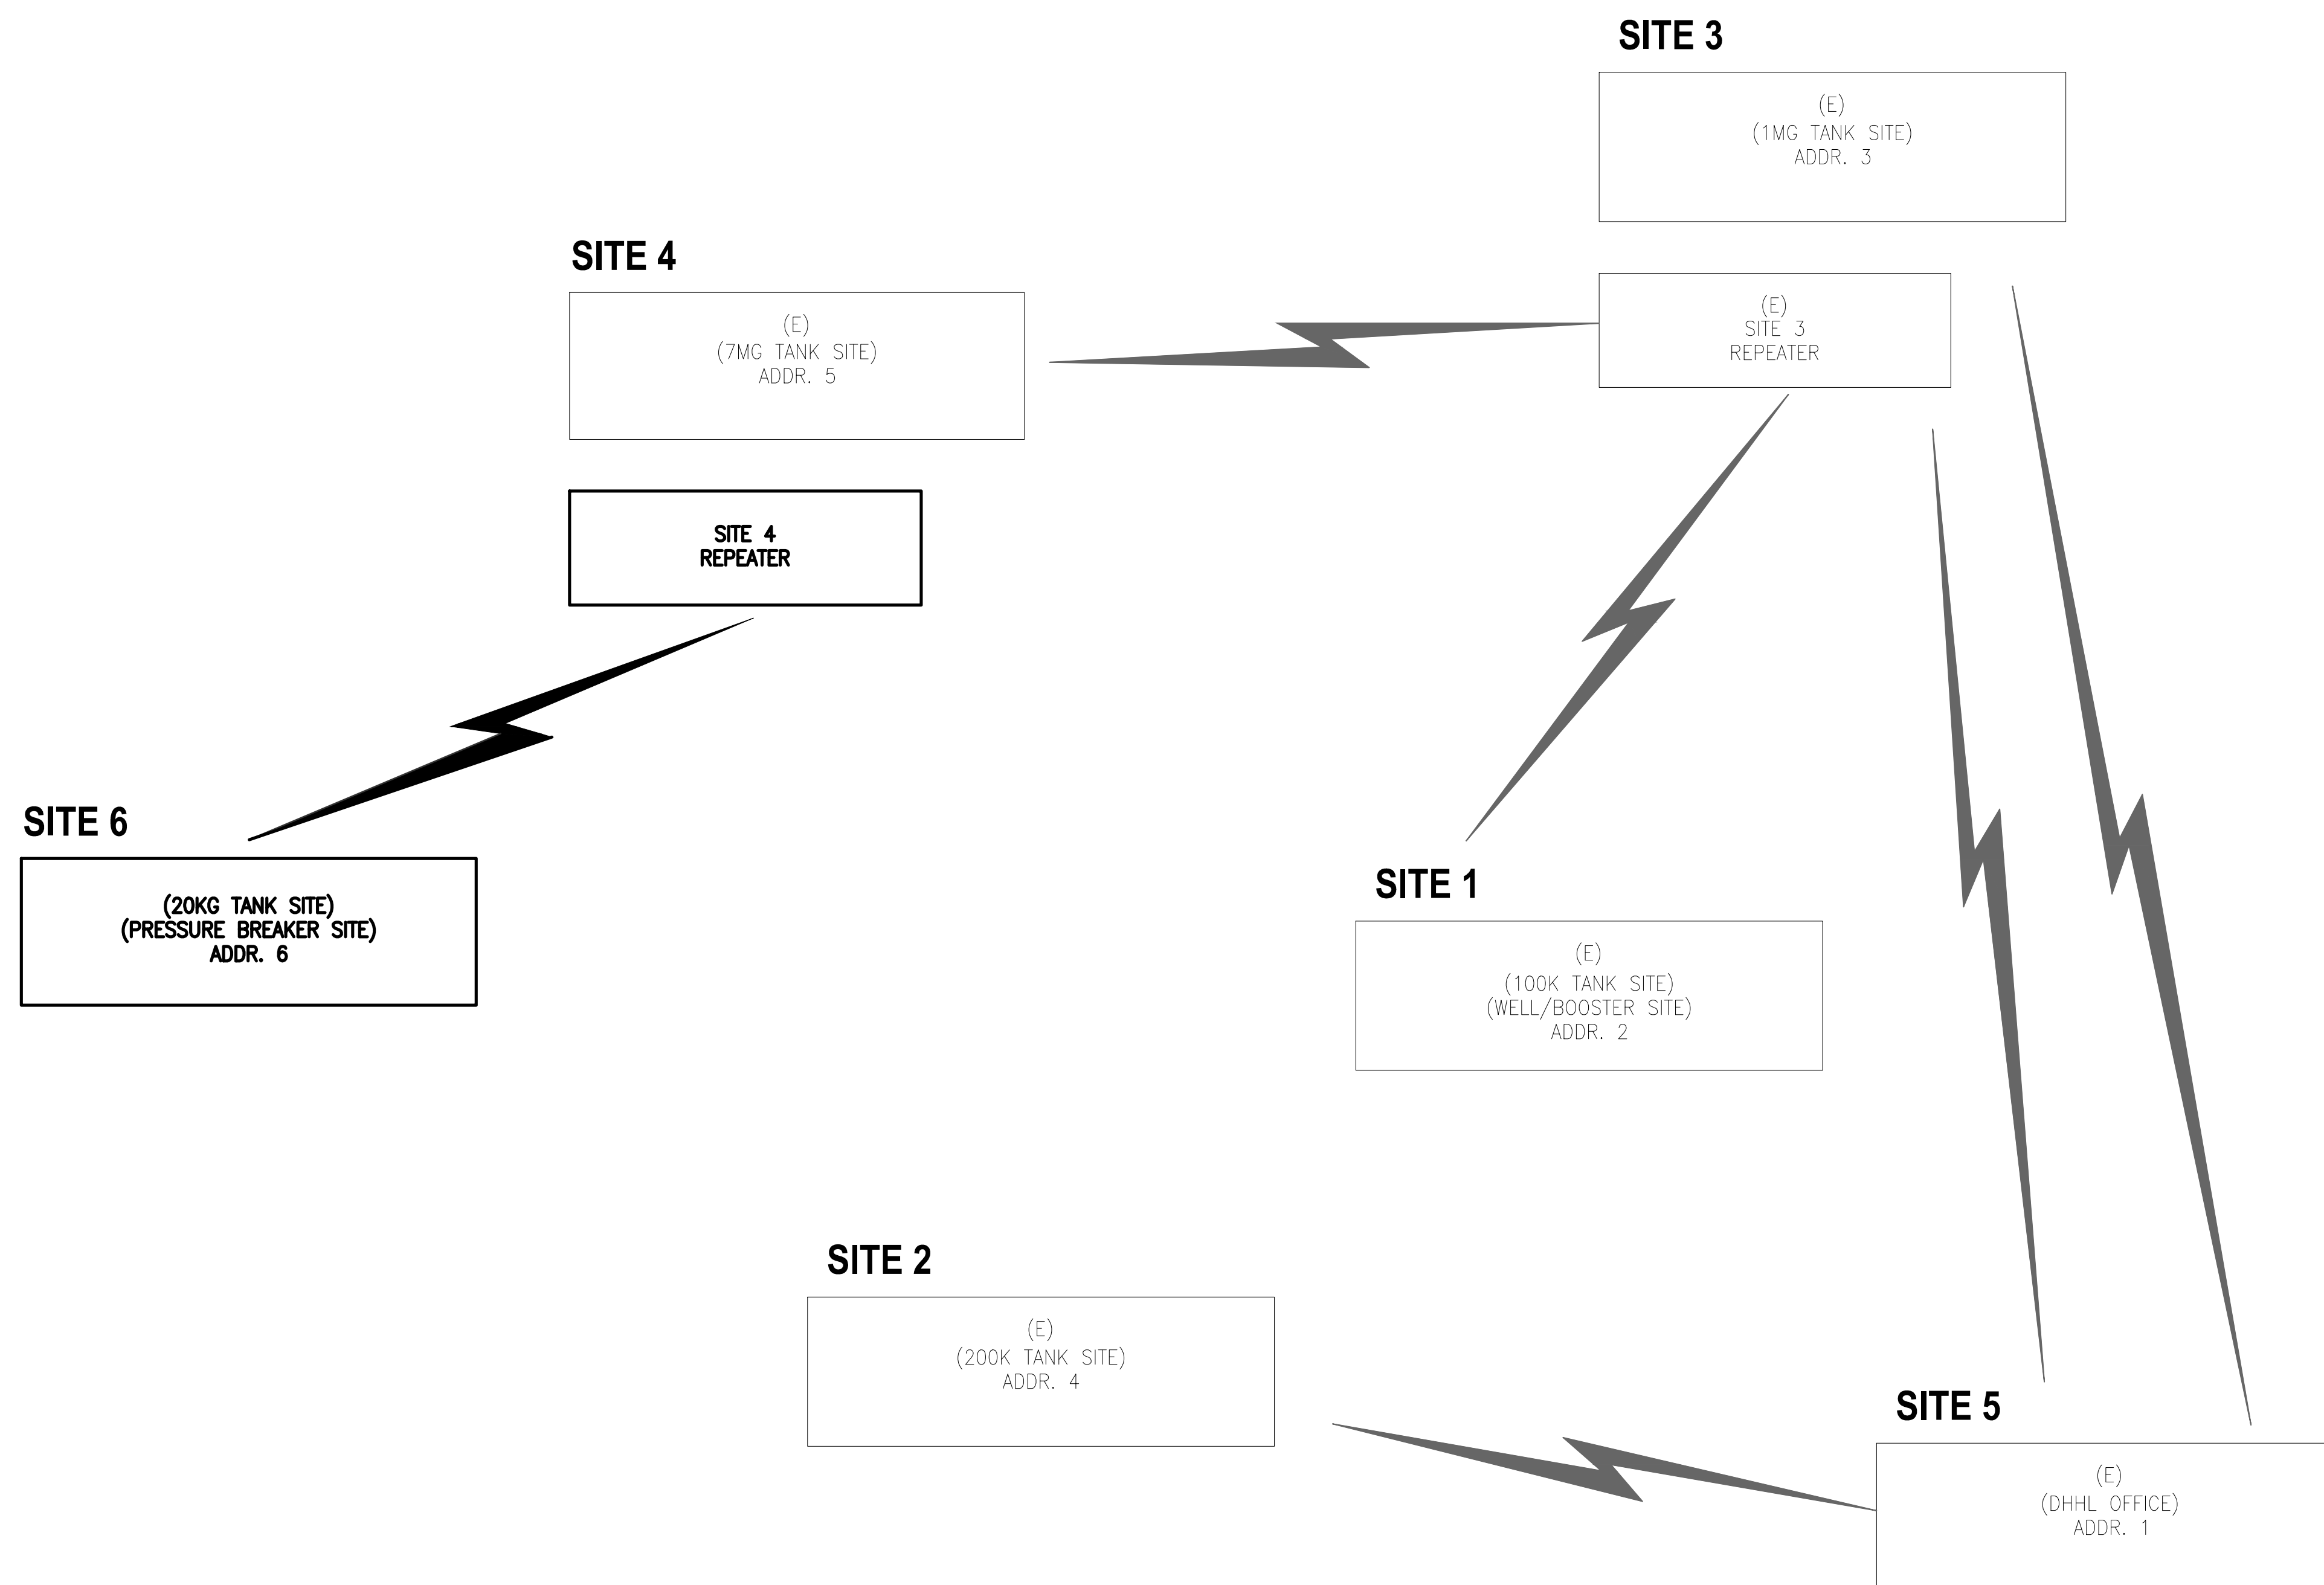 SITE 3
(E)
(1MG TANK SITE)
ADDR. 3
SITE 4
(E)
(7MG TANK SITE)
ADDR. 5
(E)
SITE 3
REPEATER
SITE 4
REPEATER
SITE 6
(20KG TANK SITE)
(PRESSURE BREAKER SITE)
ADDR. 6
SITE 1
(E)
(100K TANK SITE)
(WELL/BOOSTER SITE)
ADDR. 2
SITE 2
(E)
(200K TANK SITE)
ADDR. 4
SITE 5
(E)
(DHHL OFFICE)
ADDR. 1